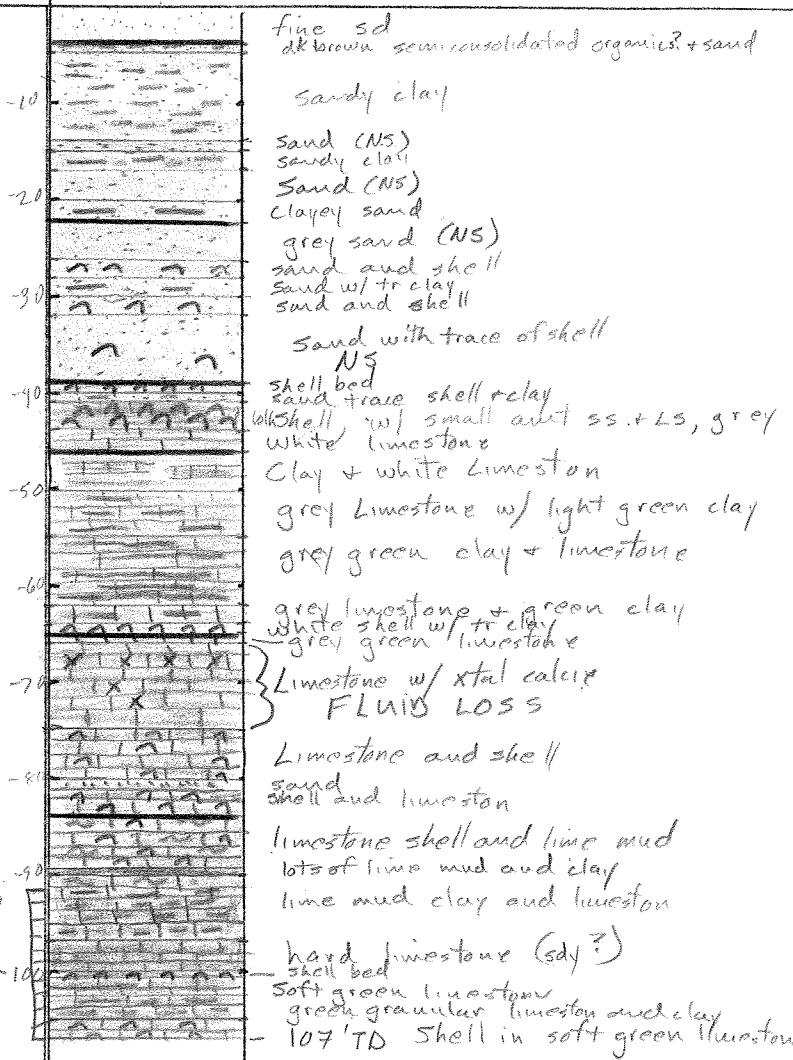 fine sd
dk brown semiconsolidated organics? + sand
-10
sandy clay
sand (NS)
sandy clay
Sand (NS)
-20
clayey sand
grey sand (NS)
sand and shell
Sand w/ tr clay
-30
sand and shell
Sand with trace of shell
NS
shell bed
-40
sand trace shell + clay
Shell, w/ small amt ss. + LS, grey
White limestone
Clay + white Limeston
-50
grey Limestone w/ light green clay
grey green clay + limestone
-60
grey limestone + green clay
white shell w/ tr clay
grey green limestone
-70
Limestone w/ xtal calcie
FLUID LOSS
Limestone and shell
-80
sand
shell and limeston
limestone shell and lime mud
-90
lots of lime mud and clay
lime mud clay and limeston
hard limestone (sdy?)
-100
shell bed
Soft green limestone
green granular limeston and clay
107' TD Shell in soft green limeston